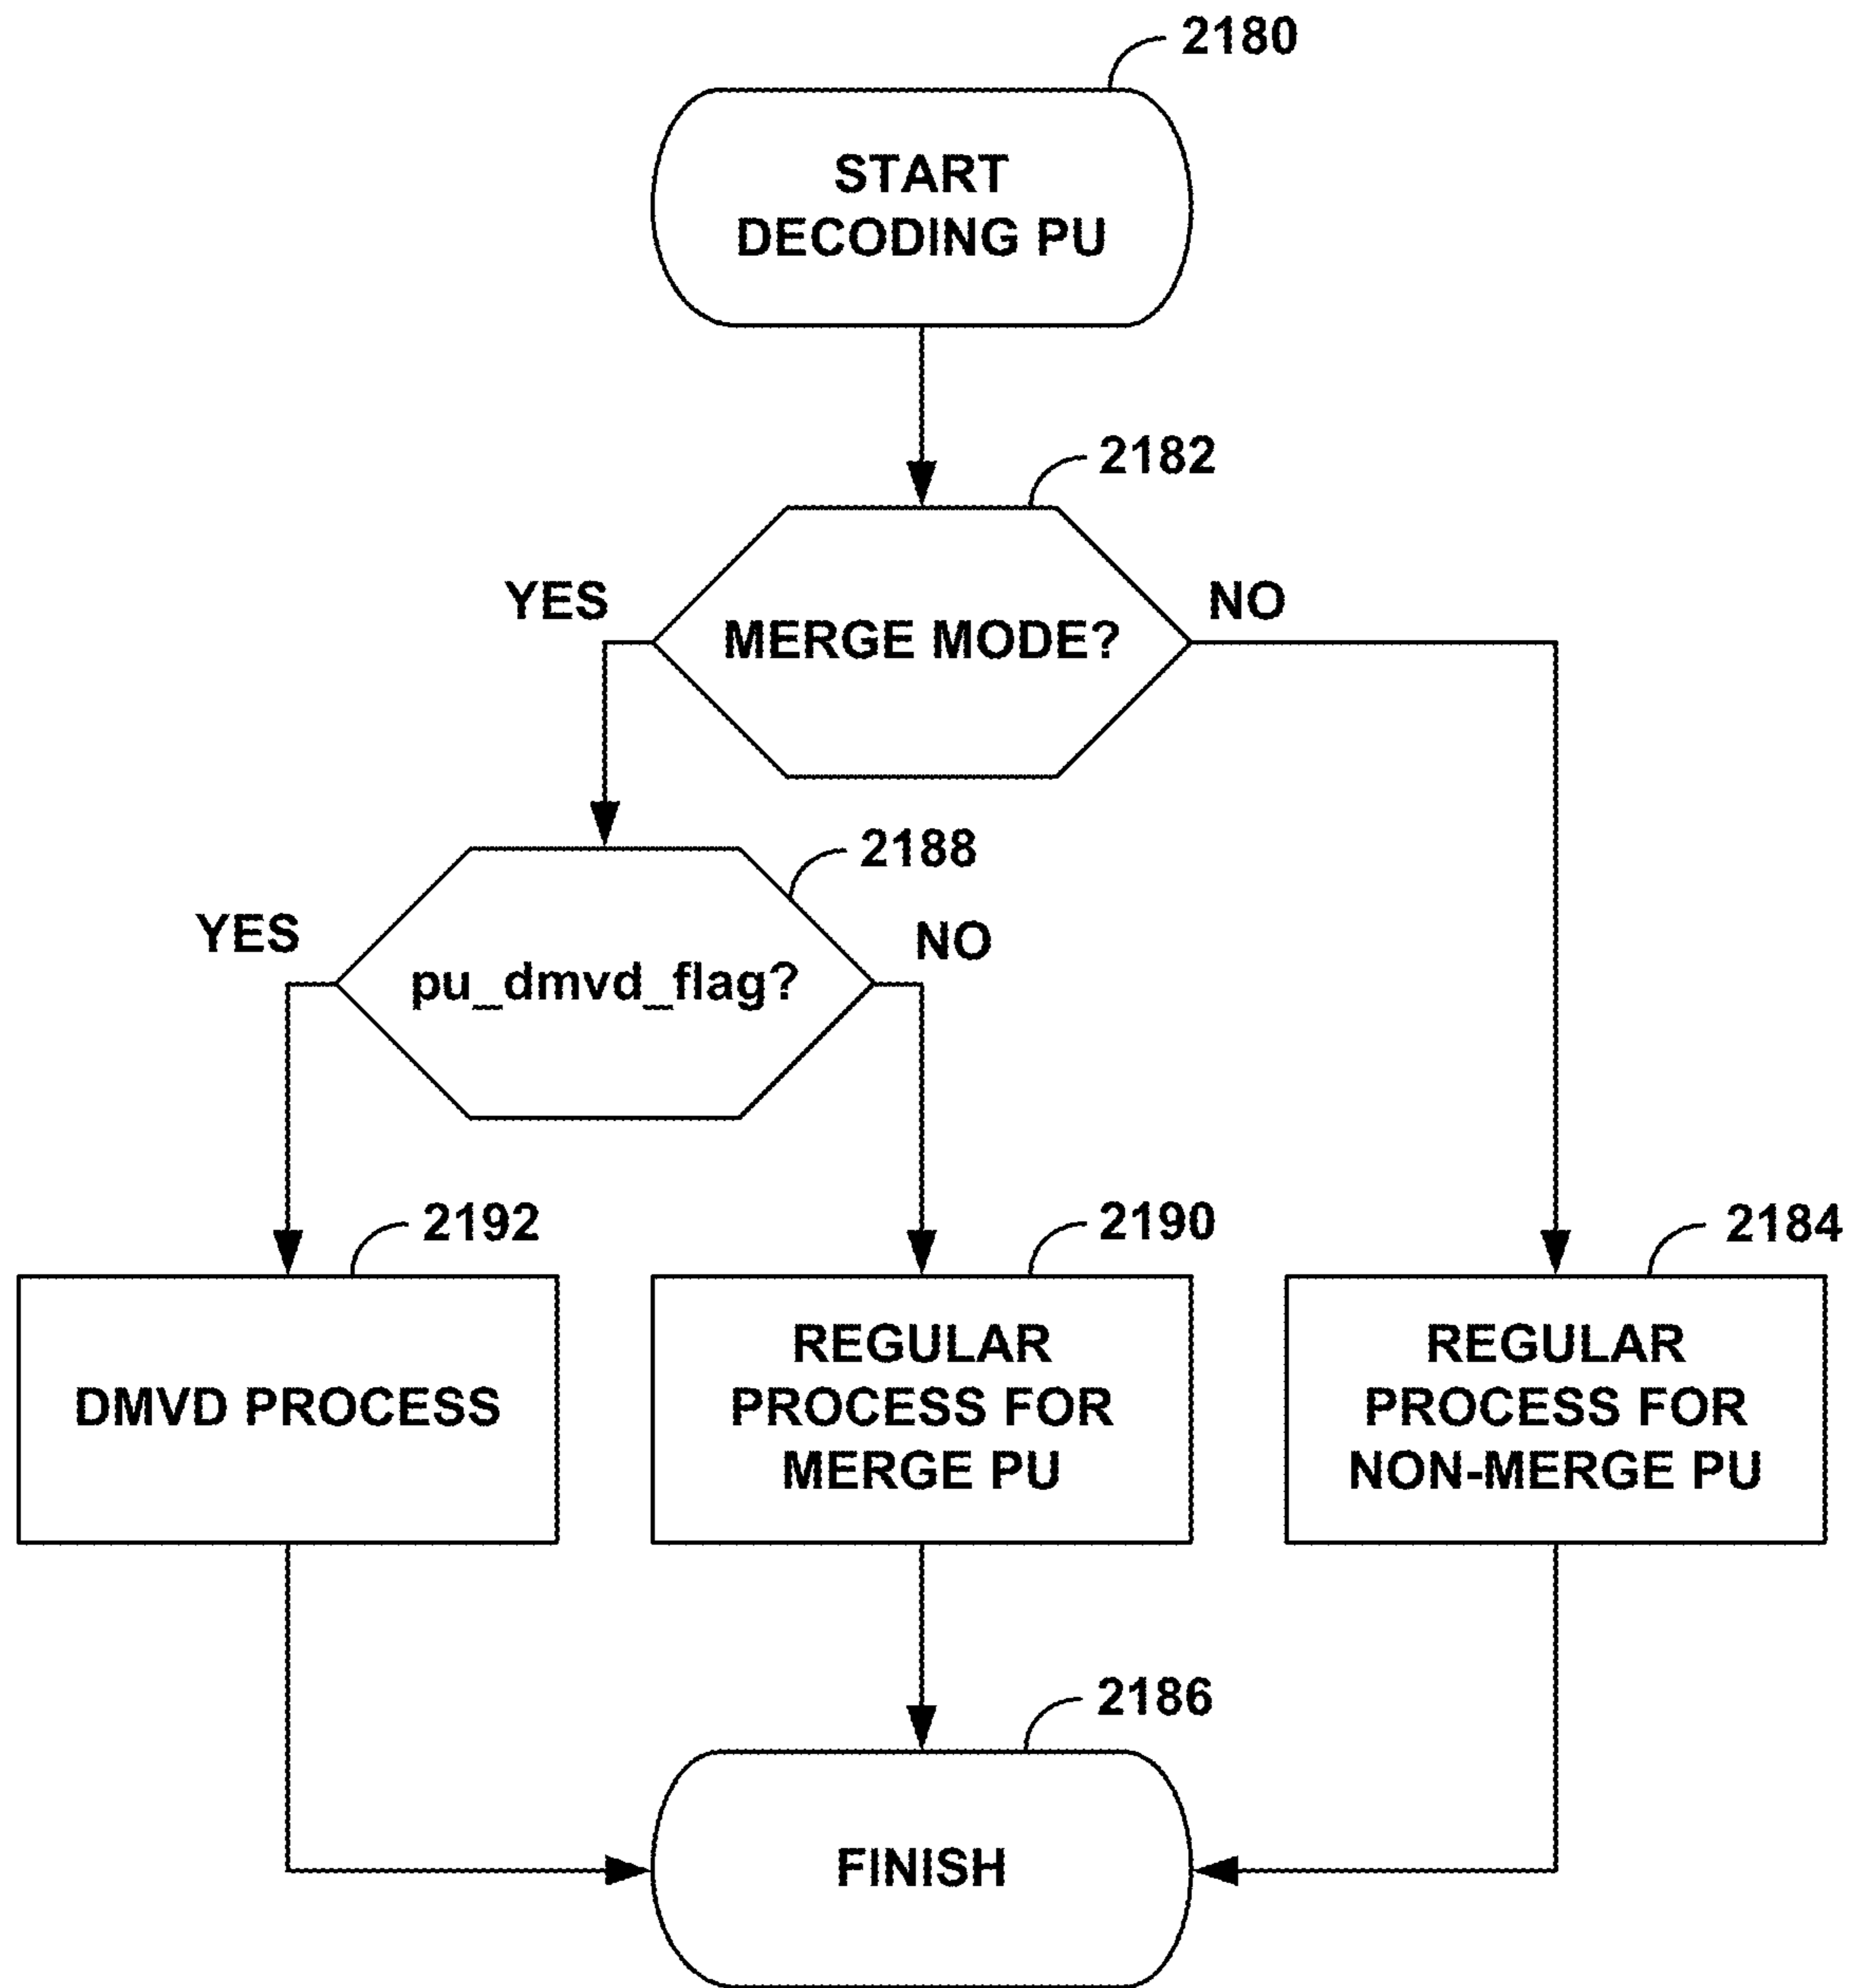 2180
START
DECODING PU
2182
YES
NO
MERGE MODE?
2188
YES
NO
pu_dmvd_flag?
2192
2190
2184
DMVD PROCESS
REGULAR
PROCESS FOR
MERGE PU
REGULAR
PROCESS FOR
NON-MERGE PU
2186
FINISH